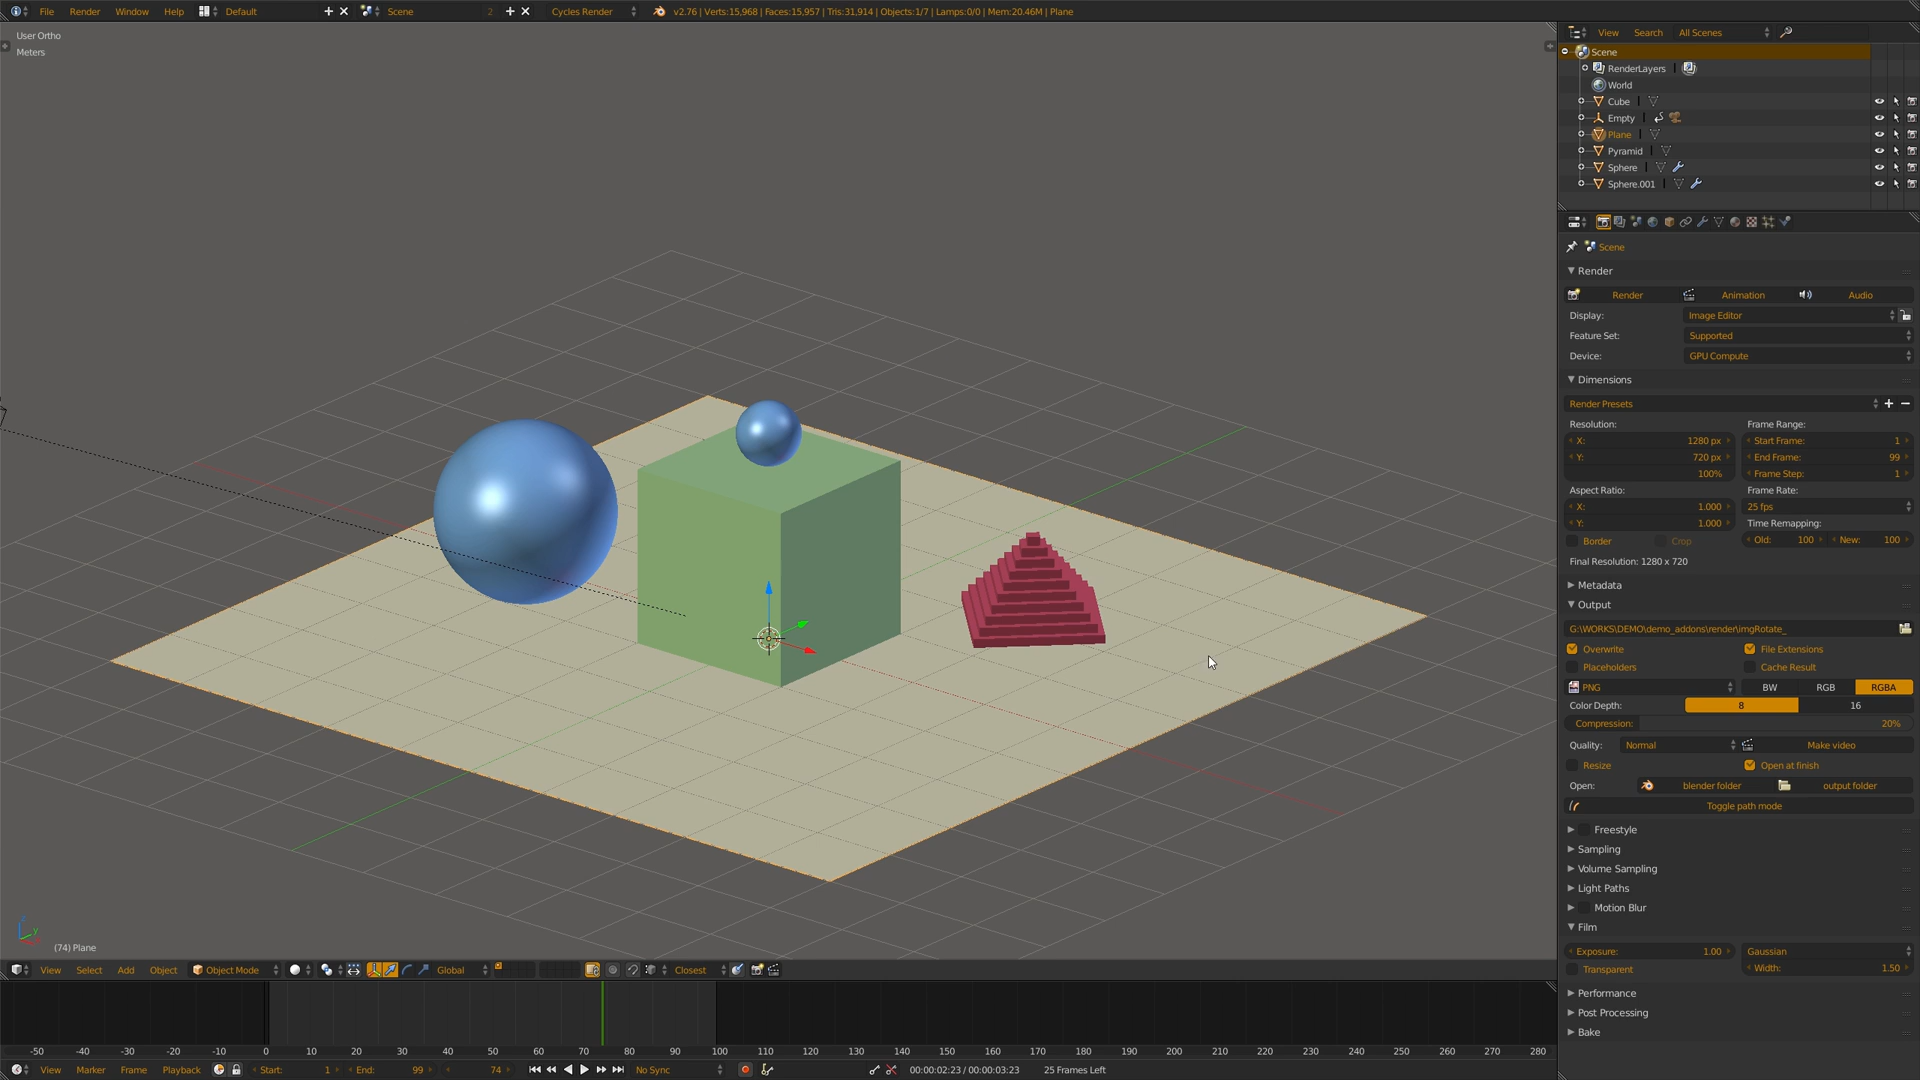 File Render Window Help Default Scene 2 Cycles Render v2.76 | Verts:15,968 | Faces:15,957 | Tris:31,914 | Objects:1/7 | Lamps:0/0 | Mem:20.46M | Plane
User Ortho
Meters
(74) Plane
View Select Add Object Object Mode Global Closest
-50 -40 -30 -20 -10 0 10 20 30 40 50 60 70 80 90 100 110 120 130 140 150 160 170 180 190 200 210 220 230 240 250 260 270 280
View Marker Frame Playback Start: 1 End: 99 74 No Sync 00:00:02:23 / 00:00:03:23 25 Frames Left
View Search All Scenes
Scene
RenderLayers
World
Cube
Empty
Plane
Pyramid
Sphere
Sphere.001
Scene
Render
Render Animation Audio
Display: Image Editor
Feature Set: Supported
Device: GPU Compute
Dimensions
Render Presets
Resolution: Frame Range:
X: 1280 px Start Frame: 1
Y: 720 px End Frame: 99
100% Frame Step: 1
Aspect Ratio: Frame Rate:
X: 1.000 25 fps
Y: 1.000 Time Remapping:
Border Crop Old: 100 New: 100
Final Resolution: 1280 x 720
Metadata
Output
G:\WORKS\DEMO\demo_addons\render\imgRotate_
Overwrite File Extensions
Placeholders Cache Result
PNG BW RGB RGBA
Color Depth: 8 16
Compression: 20%
Quality: Normal Make video
Resize Open at finish
Open: blender folder output folder
Toggle path mode
Freestyle
Sampling
Volume Sampling
Light Paths
Motion Blur
Film
Exposure: 1.00 Gaussian
Transparent Width: 1.50
Performance
Post Processing
Bake